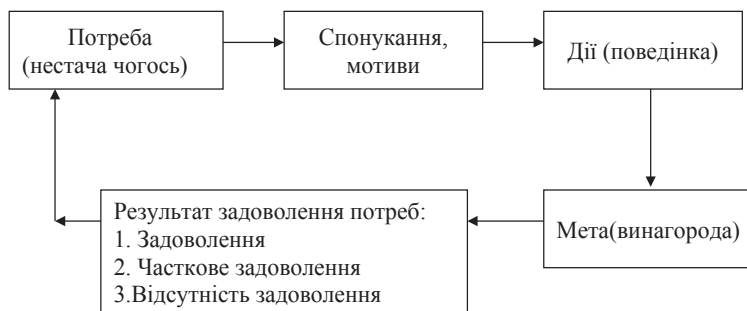 Потреба
(нестача чогось)
Спонукання,
мотиви
Дії (поведінка)
Мета(винагорода)
Результат задоволення потреб:
1. Задоволення
2. Часткове задоволення
3.Відсутність задоволення